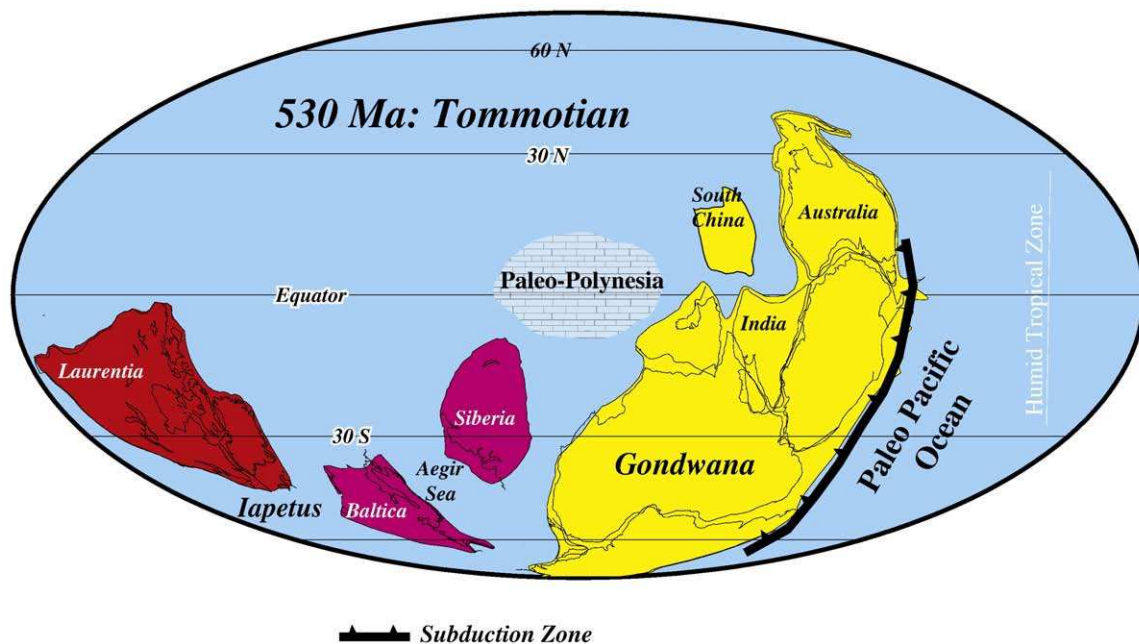 60 N
530 Ma: Tommotian
30 N
South
China
Australia
Paleo-Polynesia
Equator
India
Humid Tropical Zone
Laurentia
Siberia
Paleo Pacific
Ocean
30 S
Aegir
Sea
Gondwana
Iapetus
Baltica
Subduction Zone